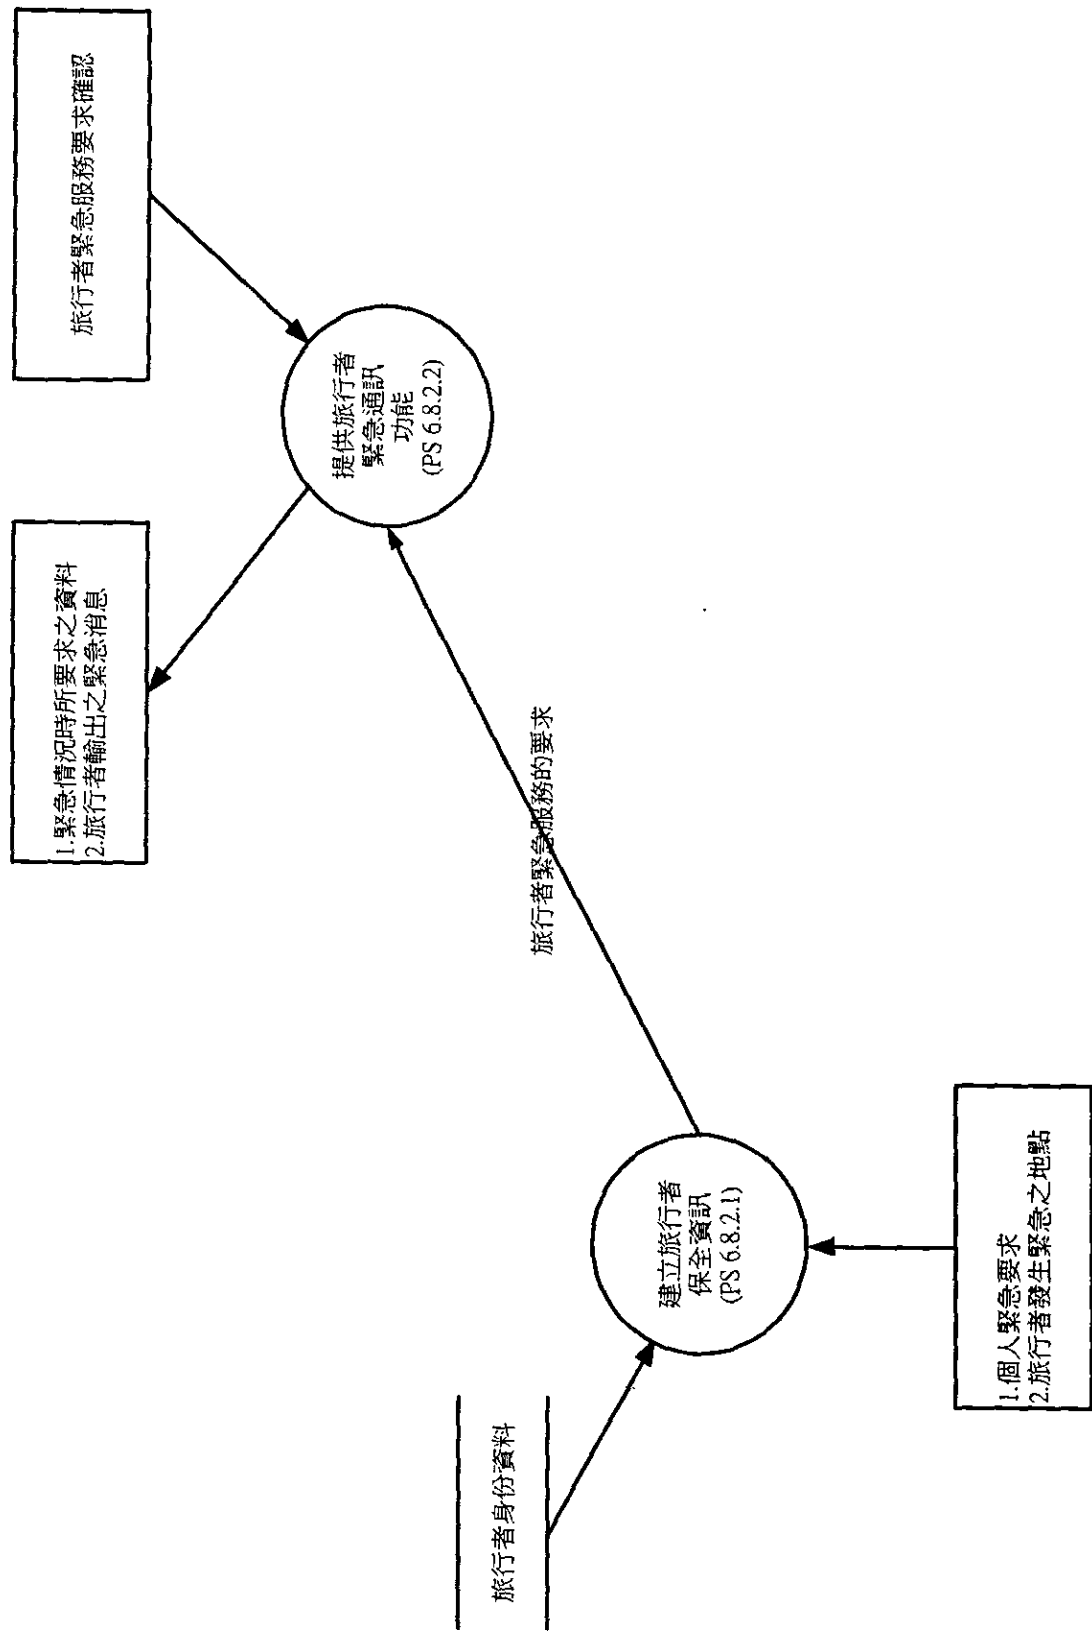 旅行者緊急服務要求確認
1.緊急情況時所要求之資料
2.旅行者輸出之緊急消息
提供旅行者
緊急通訊
功能
(PS 6.8.2.2)
旅行者緊急服務的要求
建立旅行者
保全資訊
(PS 6.8.2.1)
旅行者身份資料
1.個人緊急要求
2.旅行者發生緊急之地點